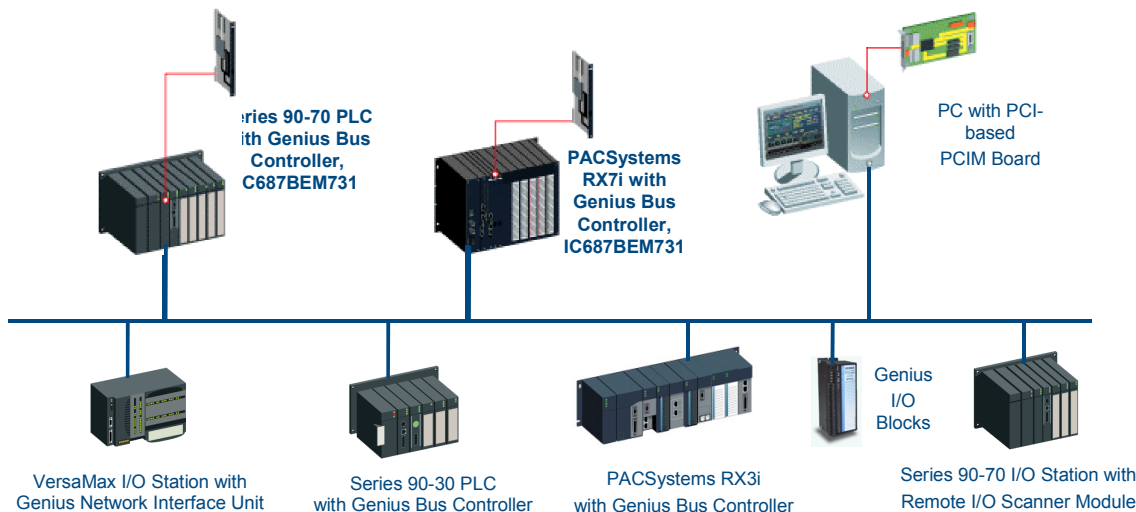 eries 90-70 PLC
ith Genius Bus
Controller,
C687BEM731
PACSystems
RX7i with
Genius Bus
Controller,
IC687BEM731
PC with PCI-
based
PCIM Board
Genius
I/O
Blocks
VersaMax I/O Station with
Genius Network Interface Unit
Series 90-30 PLC
with Genius Bus Controller
PACSystems RX3i
with Genius Bus Controller
Series 90-70 I/O Station with
Remote I/O Scanner Module